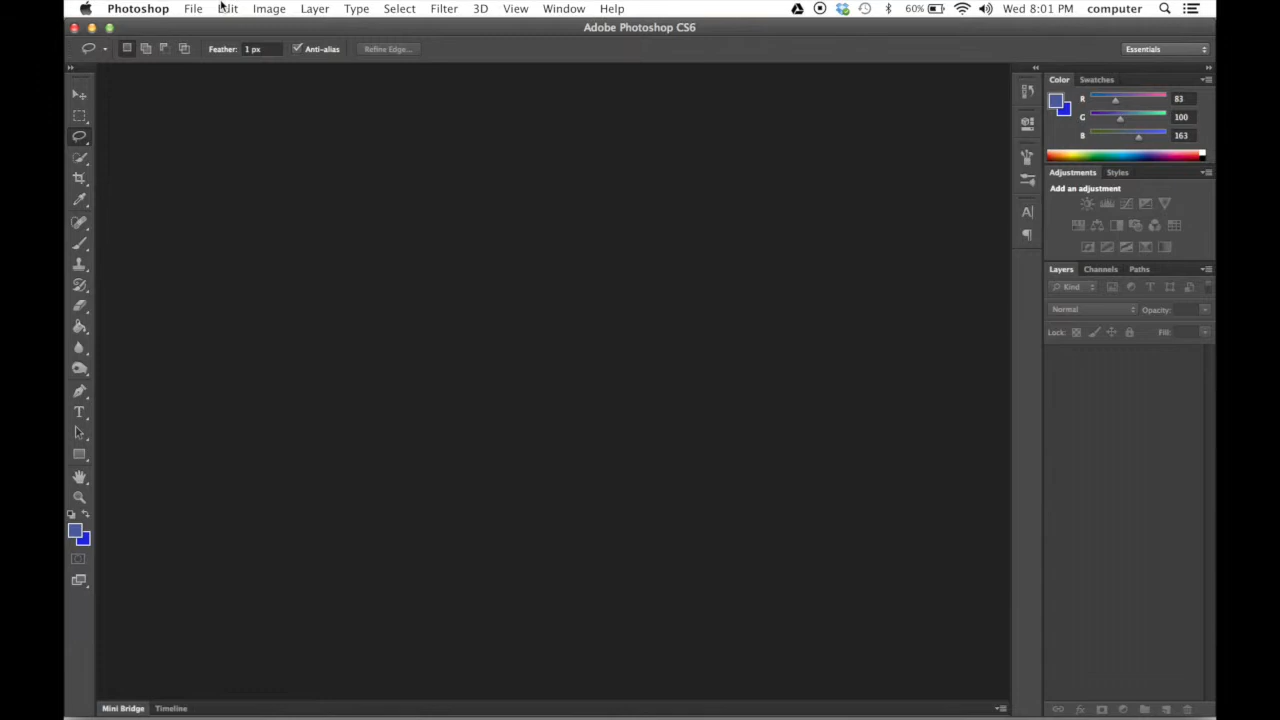 Photoshop File Edit Image Layer Type Select Filter 3D View Window Help 60% Wed 8:01 PM computer
Adobe Photoshop CS6
Feather: 1 px Anti-alias Refine Edge... Essentials
Color Swatches
R 83
G 100
B 163
Adjustments Styles
Add an adjustment
Layers Channels Paths
Kind
Normal Opacity:
Lock: Fill:
Mini Bridge Timeline